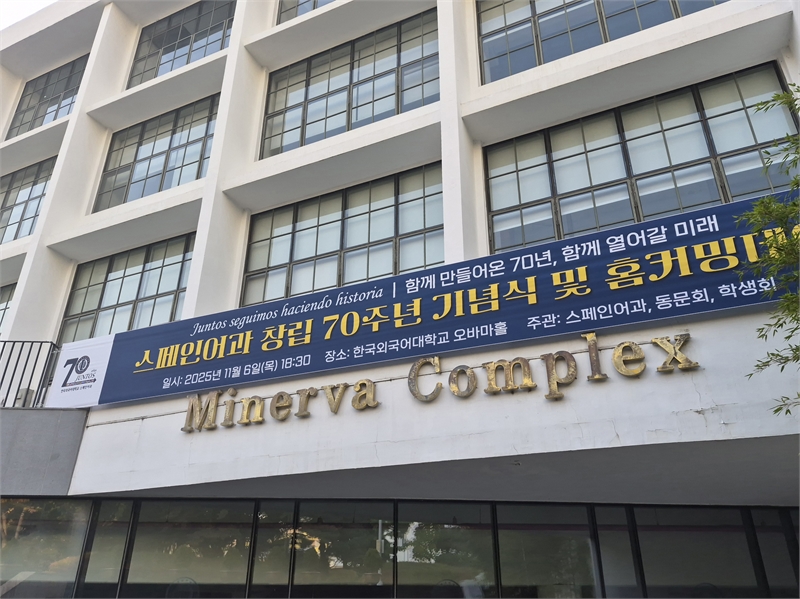 Juntos seguimos haciendo historia | 함께 만들어온 70년, 함께 열어갈 미래
스페인어과 창립 70주년 기념식 및 홈커밍데
일시: 2025년 11월 6일(목) 18:30 장소: 한국외국어대학교 오바마홀 주관: 스페인어과, 동문회, 학생회
70
JUNTOS
Minerva Complex